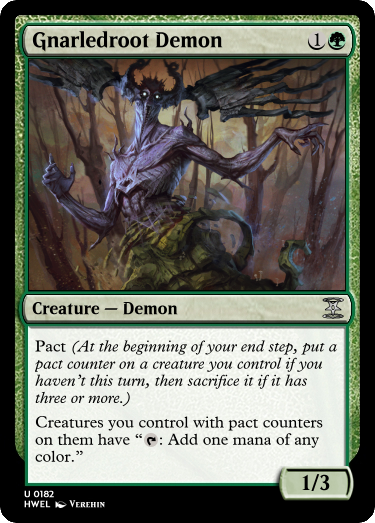 Gnarledroot Demon 1
Creature — Demon
Pact (At the beginning of your end step, put a
pact counter on a creature you control if you
haven't this turn, then sacrifice it if it has
three or more.)
Creatures you control with pact counters
on them have “: Add one mana of any
color.”
1/3
U 0182
HWEL VEREHIN